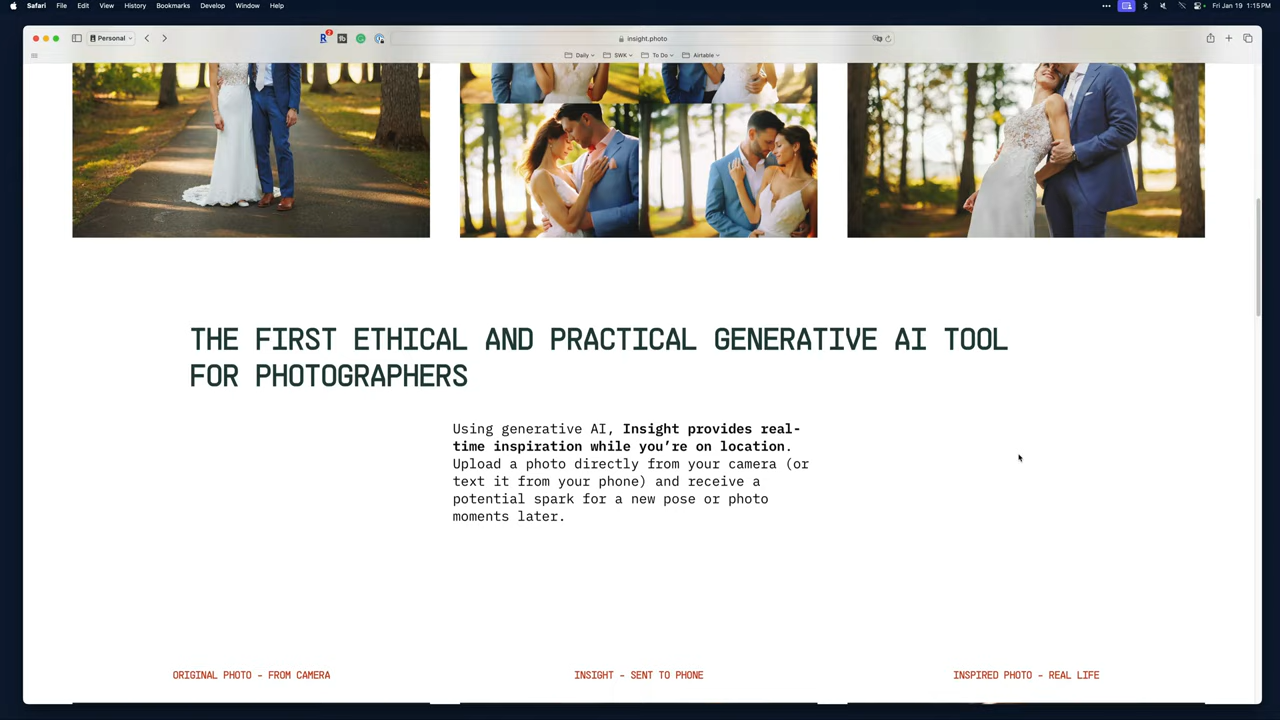 Safari File Edit View History Bookmarks Develop Window Help
Fri Jan 19 1:15 PM
Personal
insight.photo
Daily SWK To Do Airtable
THE FIRST ETHICAL AND PRACTICAL GENERATIVE AI TOOL
FOR PHOTOGRAPHERS
Using generative AI, Insight provides real-
time inspiration while you’re on location.
Upload a photo directly from your camera (or
text it from your phone) and receive a
potential spark for a new pose or photo
moments later.
ORIGINAL PHOTO – FROM CAMERA
INSIGHT – SENT TO PHONE
INSPIRED PHOTO – REAL LIFE